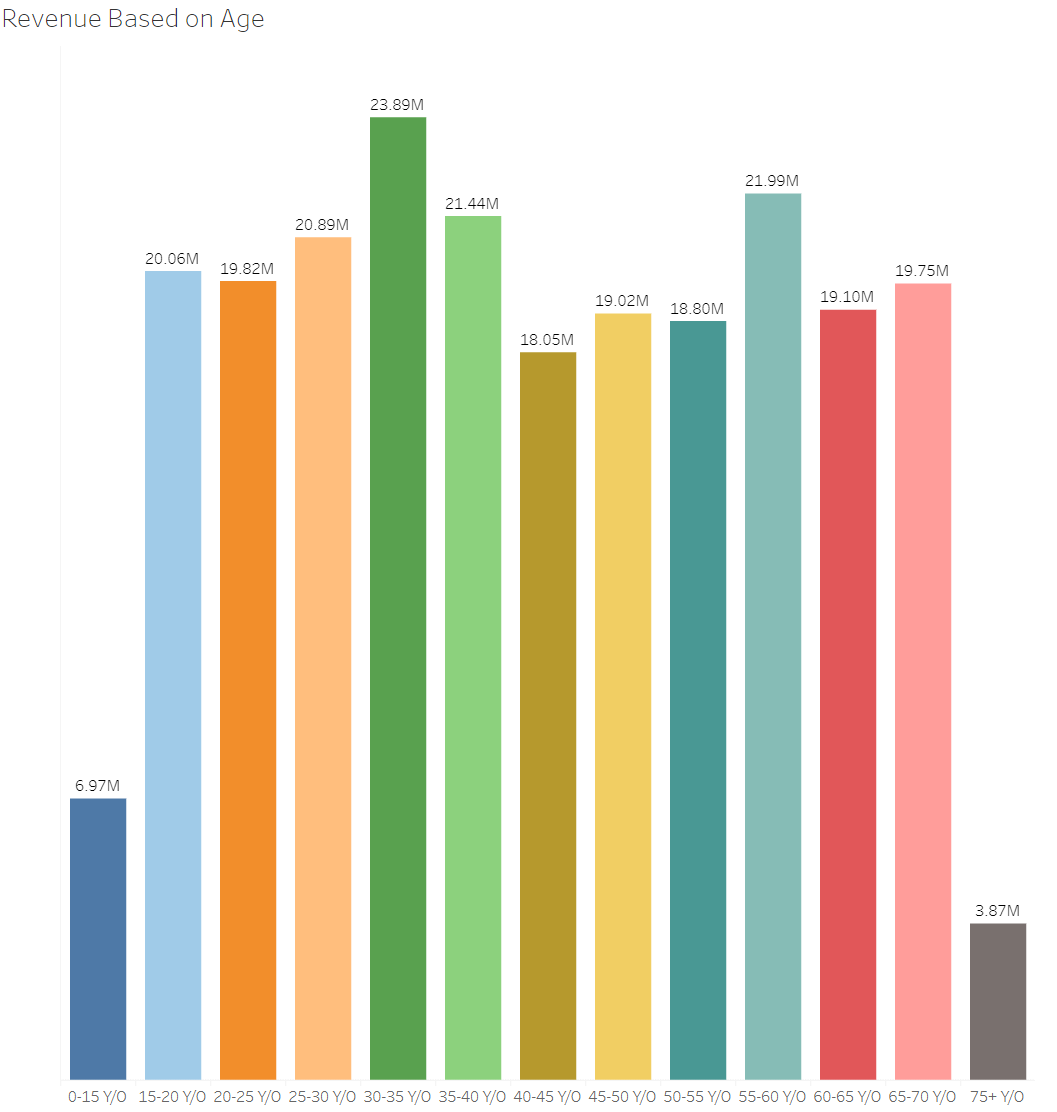 Revenue Based on Age
23.89M
21.99M
21.44M
20.89M
20.06M
19.82M
19.75M
19.10M
19.02M
18.80M
18.05M
6.97M
3.87M
0-15 Y/O 15-20 Y/O 20-25 Y/O 25-30 Y/O 30-35 Y/O 35-40 Y/O 40-45 Y/O 45-50 Y/O 50-55 Y/O 55-60 Y/O 60-65 Y/O 65-70 Y/O 75+ Y/O